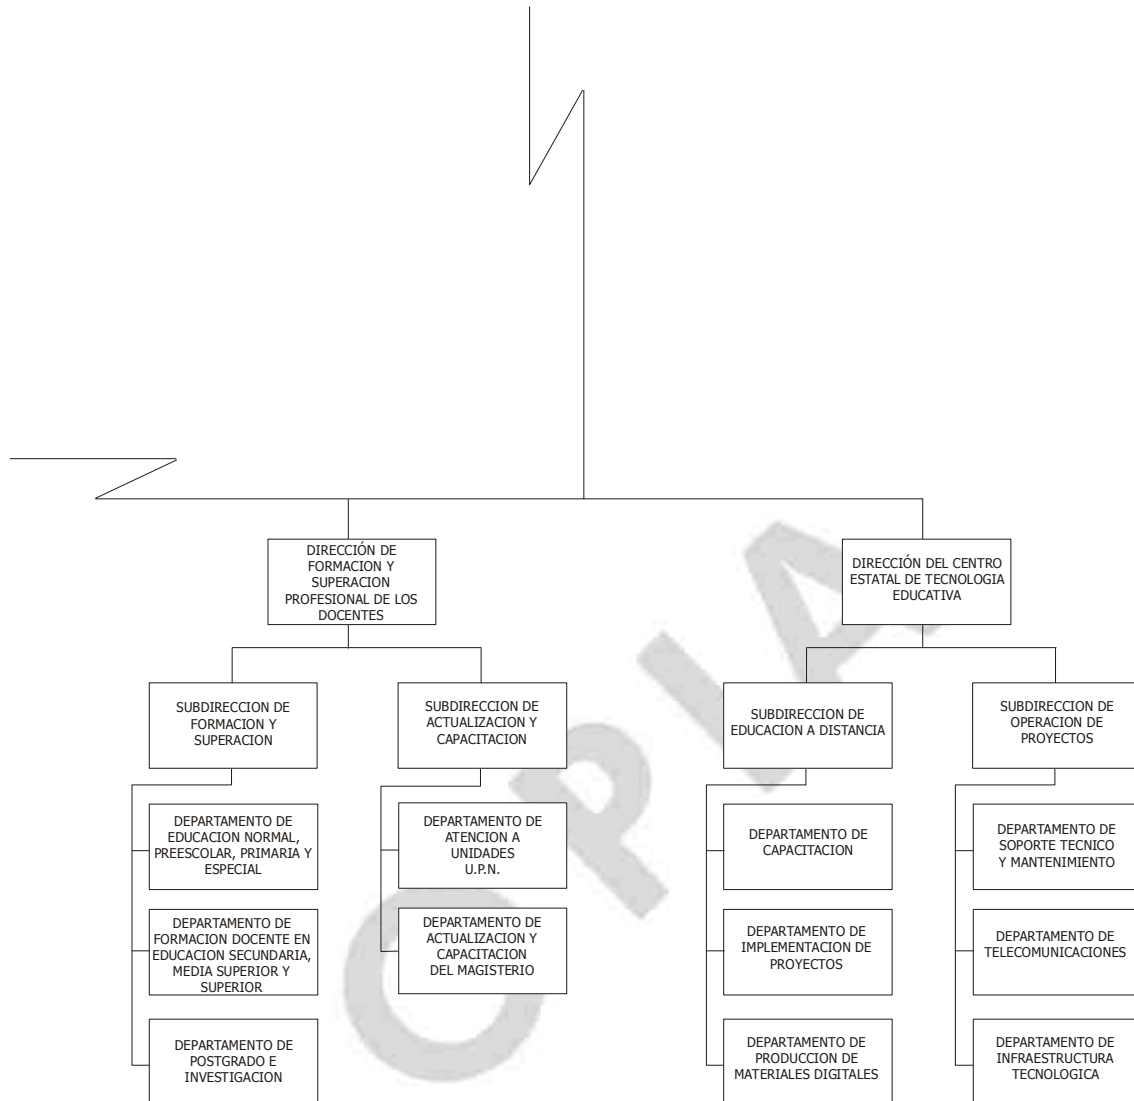 DIRECCIÓN DE
FORMACION Y
SUPERACION
PROFESIONAL DE LOS
DOCENTES
DIRECCIÓN DEL CENTRO
ESTATAL DE TECNOLOGIA
EDUCATIVA
SUBDIRECCION DE
FORMACION Y
SUPERACION
SUBDIRECCION DE
ACTUALIZACION Y
CAPACITACION
SUBDIRECCION DE
EDUCACION A DISTANCIA
SUBDIRECCION DE
OPERACION DE
PROYECTOS
DEPARTAMENTO DE
EDUCACION NORMAL,
PREESCOLAR, PRIMARIA Y
ESPECIAL
DEPARTAMENTO DE
ATENCION A
UNIDADES
U.P.N.
DEPARTAMENTO DE
CAPACITACION
DEPARTAMENTO DE
SOPORTE TECNICO
Y MANTENIMIENTO
DEPARTAMENTO DE
FORMACION DOCENTE EN
EDUCACION SECUNDARIA,
MEDIA SUPERIOR Y
SUPERIOR
DEPARTAMENTO DE
ACTUALIZACION Y
CAPACITACION
DEL MAGISTERIO
DEPARTAMENTO DE
IMPLEMENTACION DE
PROYECTOS
DEPARTAMENTO DE
TELECOMUNICACIONES
DEPARTAMENTO DE
POSTGRADO E
INVESTIGACION
DEPARTAMENTO DE
PRODUCCION DE
MATERIALES DIGITALES
DEPARTAMENTO DE
INFRAESTRUCTURA
TECNOLOGICA
OPIA